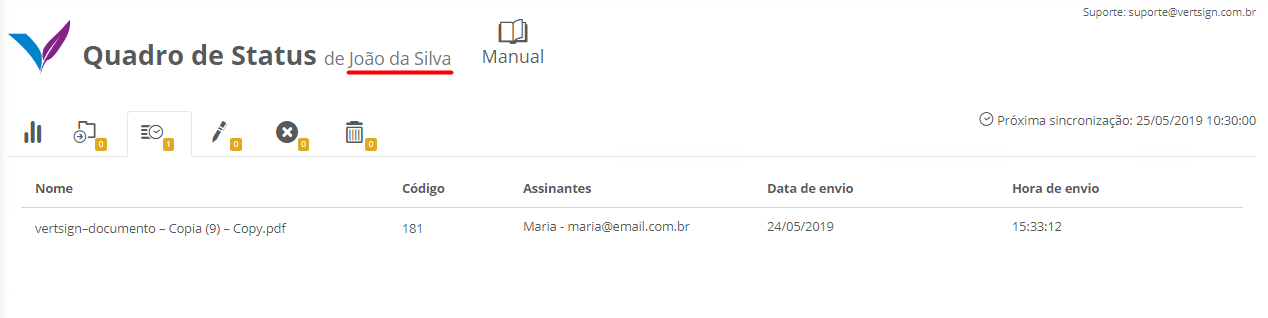 Suporte: suporte@vertsign.com.br
Quadro de Status de João da Silva
Manual
0 1 0 0 0
Próxima sincronização: 25/05/2019 10:30:00
Nome Código Assinantes Data de envio Hora de envio
vertsign–documento – Copia (9) – Copy.pdf 181 Maria - maria@email.com.br 24/05/2019 15:33:12